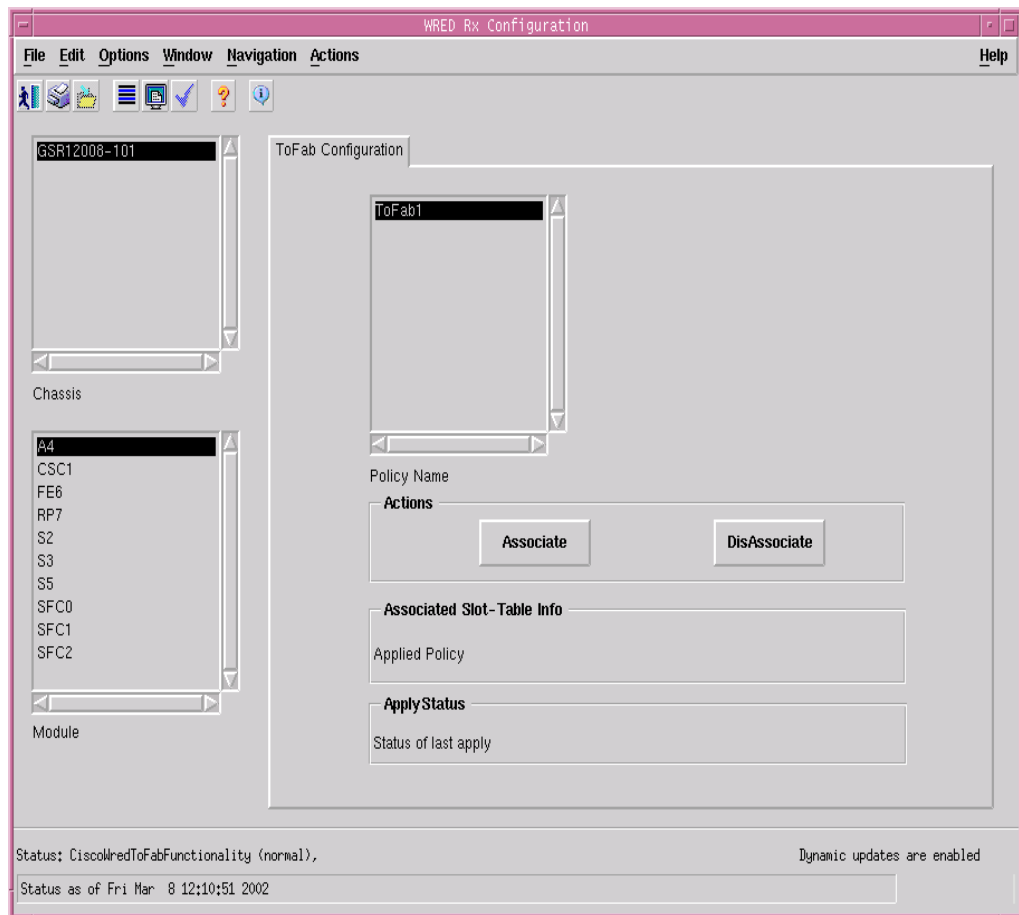 WRED Rx Configuration
File Edit Options Window Navigation Actions Help
GSR12008-101
Chassis
A4
CSC1
FE6
RP7
S2
S3
S5
SFC0
SFC1
SFC2
Module
ToFab Configuration
ToFab1
Policy Name
Actions
Associate DisAssociate
Associated Slot-Table Info
Applied Policy
ApplyStatus
Status of last apply
Status: CiscoWredToFabFunctionality (normal), Dynamic updates are enabled
Status as of Fri Mar 8 12:10:51 2002